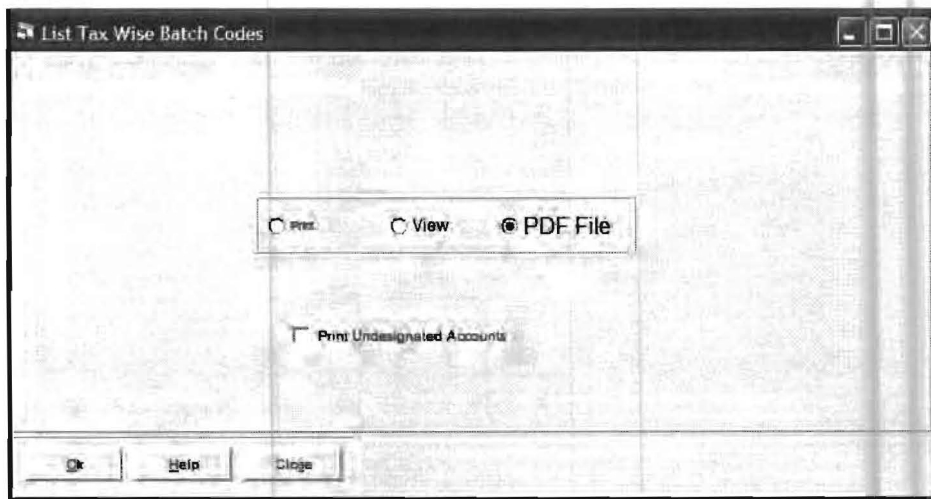 List Tax Wise Batch Codes
Print View PDF File
Print Undesignated Accounts
Ok Help Close